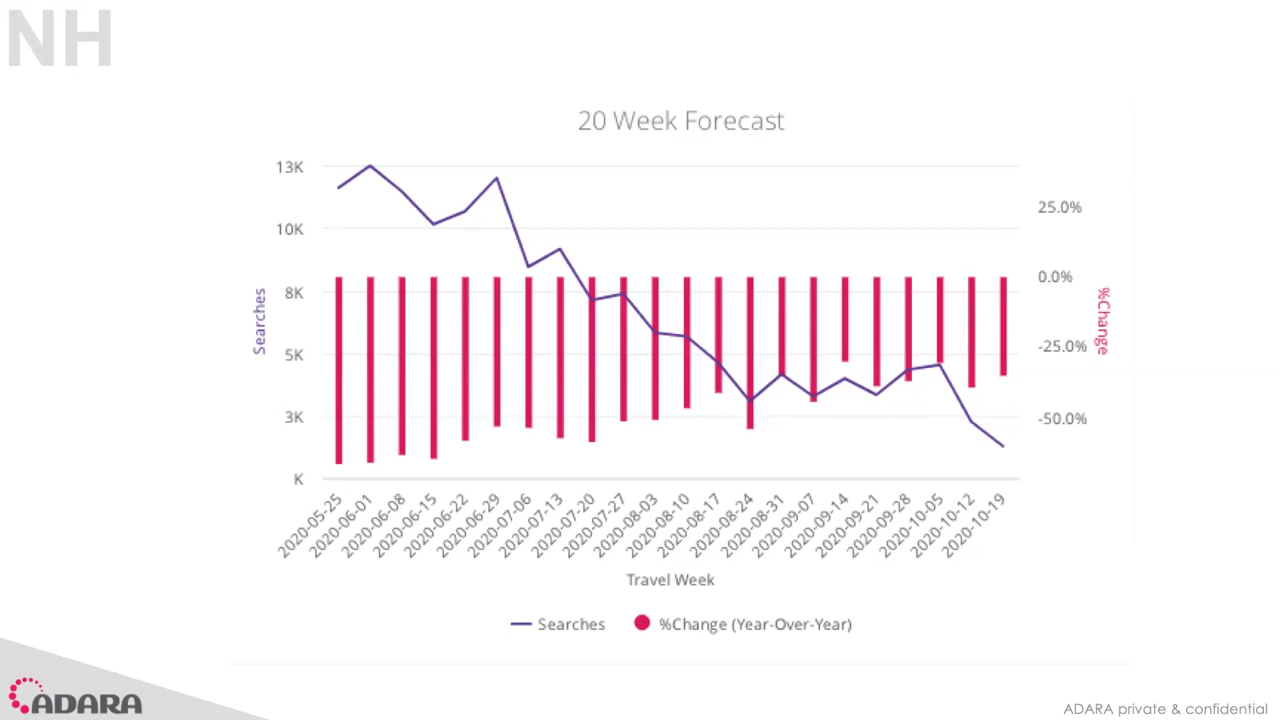 NH
20 Week Forecast
13K
10K
8K
5K
3K
K
Searches
25.0%
0.0%
-25.0%
-50.0%
%Change
2020-05-25
2020-06-01
2020-06-08
2020-06-15
2020-06-22
2020-06-29
2020-07-06
2020-07-13
2020-07-20
2020-07-27
2020-08-03
2020-08-10
2020-08-17
2020-08-24
2020-08-31
2020-09-07
2020-09-14
2020-09-21
2020-09-28
2020-10-05
2020-10-12
2020-10-19
Travel Week
Searches
%Change (Year-Over-Year)
ADARA
ADARA private & confidential